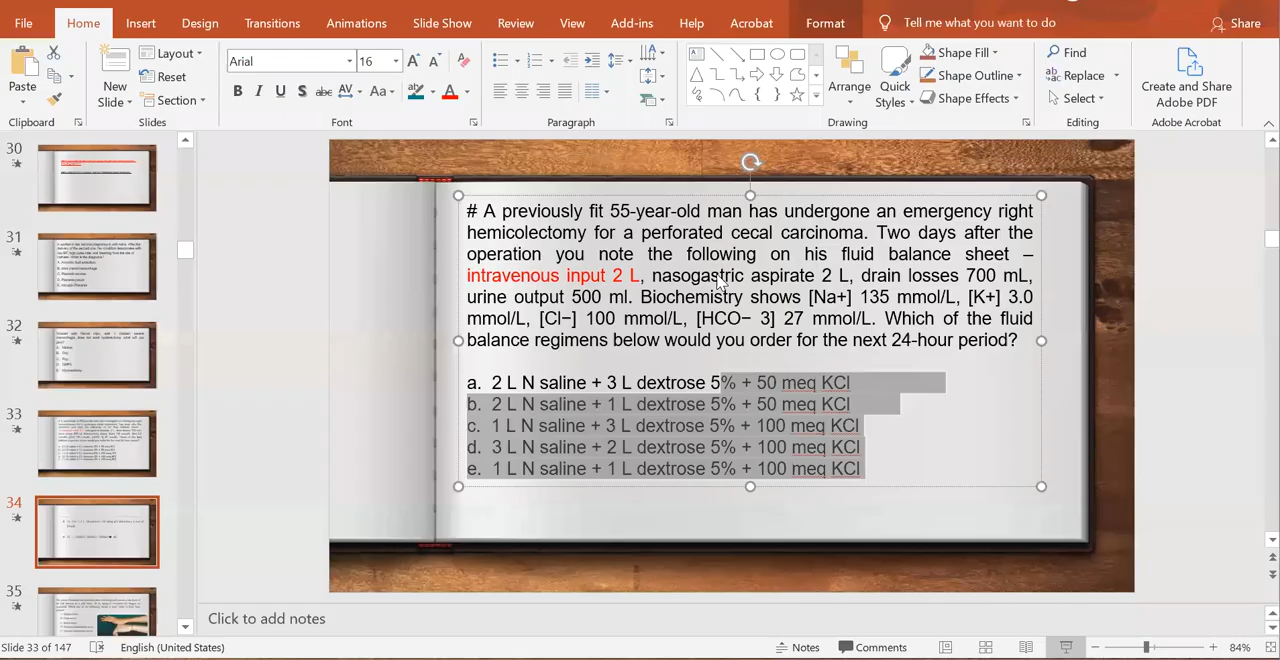 File Home Insert Design Transitions Animations Slide Show Review View Add-ins Help Acrobat Format Tell me what you want to do Share
Paste
New
Slide
Layout
Reset
Section
Arial 16
B I U S abc AV Aa A
Arrange
Quick
Styles
Shape Fill
Shape Outline
Shape Effects
Find
Replace
Select
Create and Share
Adobe PDF
Clipboard Slides Font Paragraph Drawing Editing Adobe Acrobat
30
31
32
33
34
35
# A previously fit 55-year-old man has undergone an emergency right
hemicolectomy for a perforated cecal carcinoma. Two days after the
operation you note the following on his fluid balance sheet –
intravenous input 2 L, nasogastric aspirate 2 L, drain losses 700 mL,
urine output 500 ml. Biochemistry shows [Na+] 135 mmol/L, [K+] 3.0
mmol/L, [Cl−] 100 mmol/L, [HCO− 3] 27 mmol/L. Which of the fluid
balance regimens below would you order for the next 24-hour period?
a. 2 L N saline + 3 L dextrose 5% + 50 meq KCl
b. 2 L N saline + 1 L dextrose 5% + 50 meq KCl
c. 1 L N saline + 3 L dextrose 5% + 100 meq KCl
d. 3 L N saline + 2 L dextrose 5% + 100 meq KCl
e. 1 L N saline + 1 L dextrose 5% + 100 meq KCl
Click to add notes
Slide 33 of 147 English (United States) Notes Comments 84%